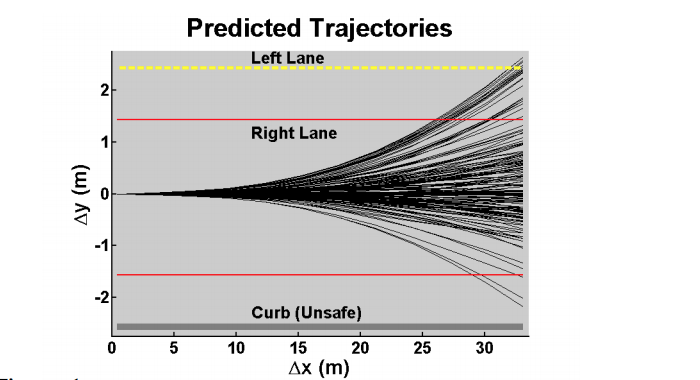 Predicted Trajectories
Left Lane
Right Lane
Curb (Unsafe)
Δy (m)
2
1
0
-1
-2
0 5 10 15 20 25 30
Δx (m)